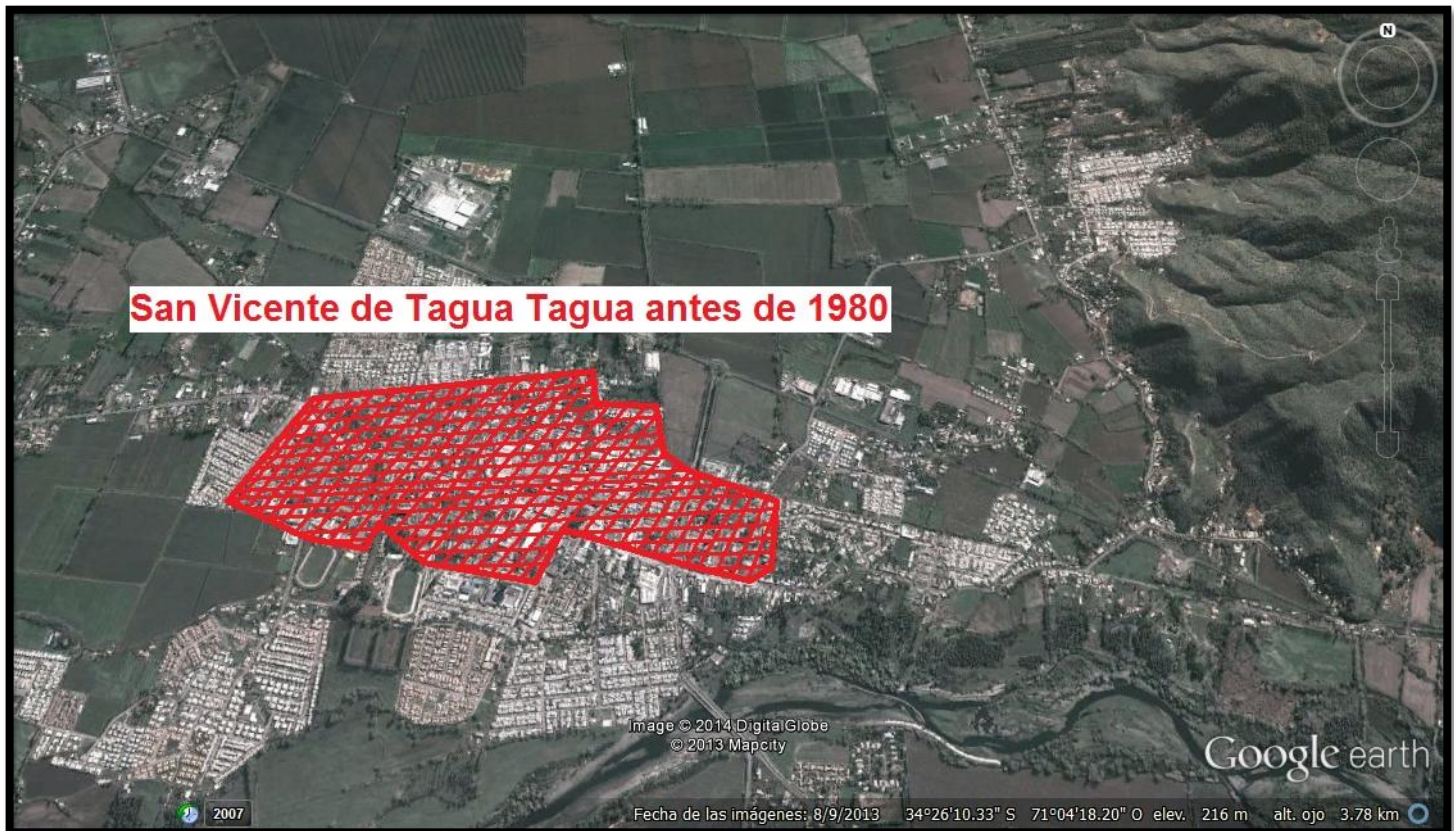 N
San Vicente de Tagua Tagua antes de 1980
Image © 2014 DigitalGlobe
© 2013 Mapcity
Google earth
2007
Fecha de las imágenes: 8/9/2013 34°26'10.33" S 71°04'18.20" O elev. 216 m alt. ojo 3.78 km